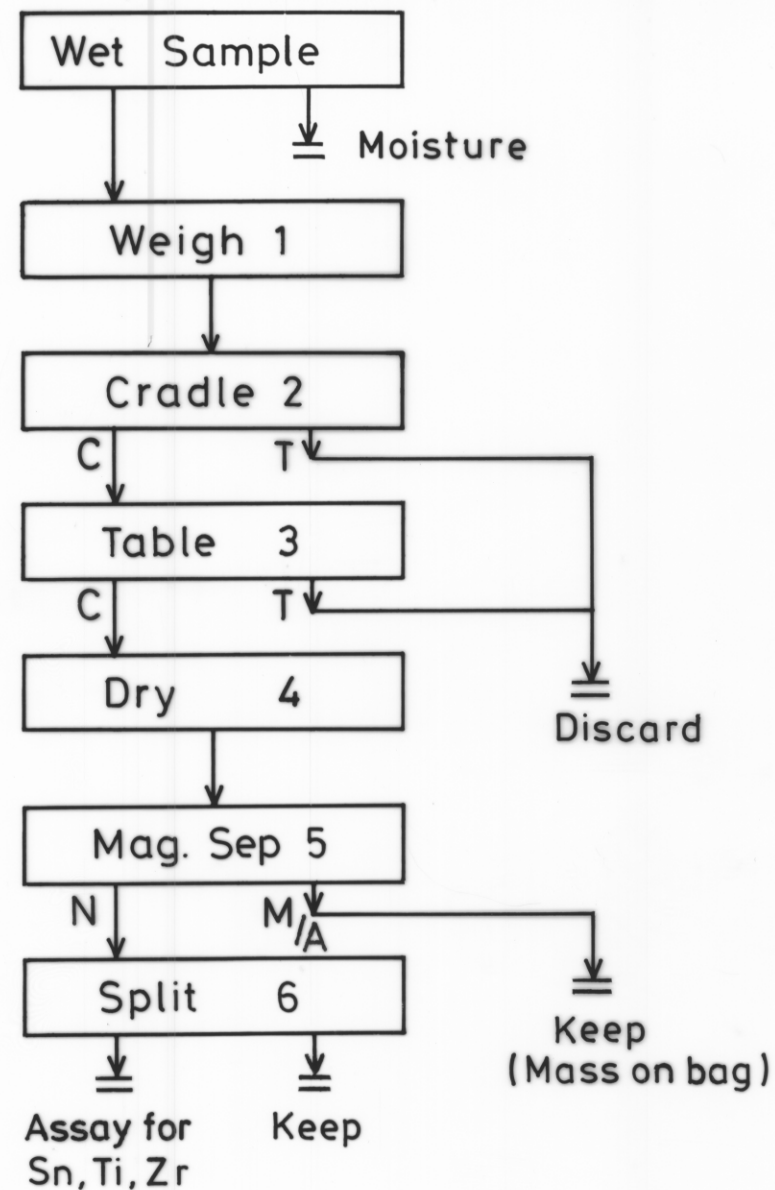 Wet Sample
Moisture
Weigh 1
Cradle 2
C
T
Table 3
C
T
Dry 4
Discard
Mag. Sep 5
N
M/A
Split 6
Keep
(Mass on bag)
Assay for
Sn, Ti, Zr
Keep